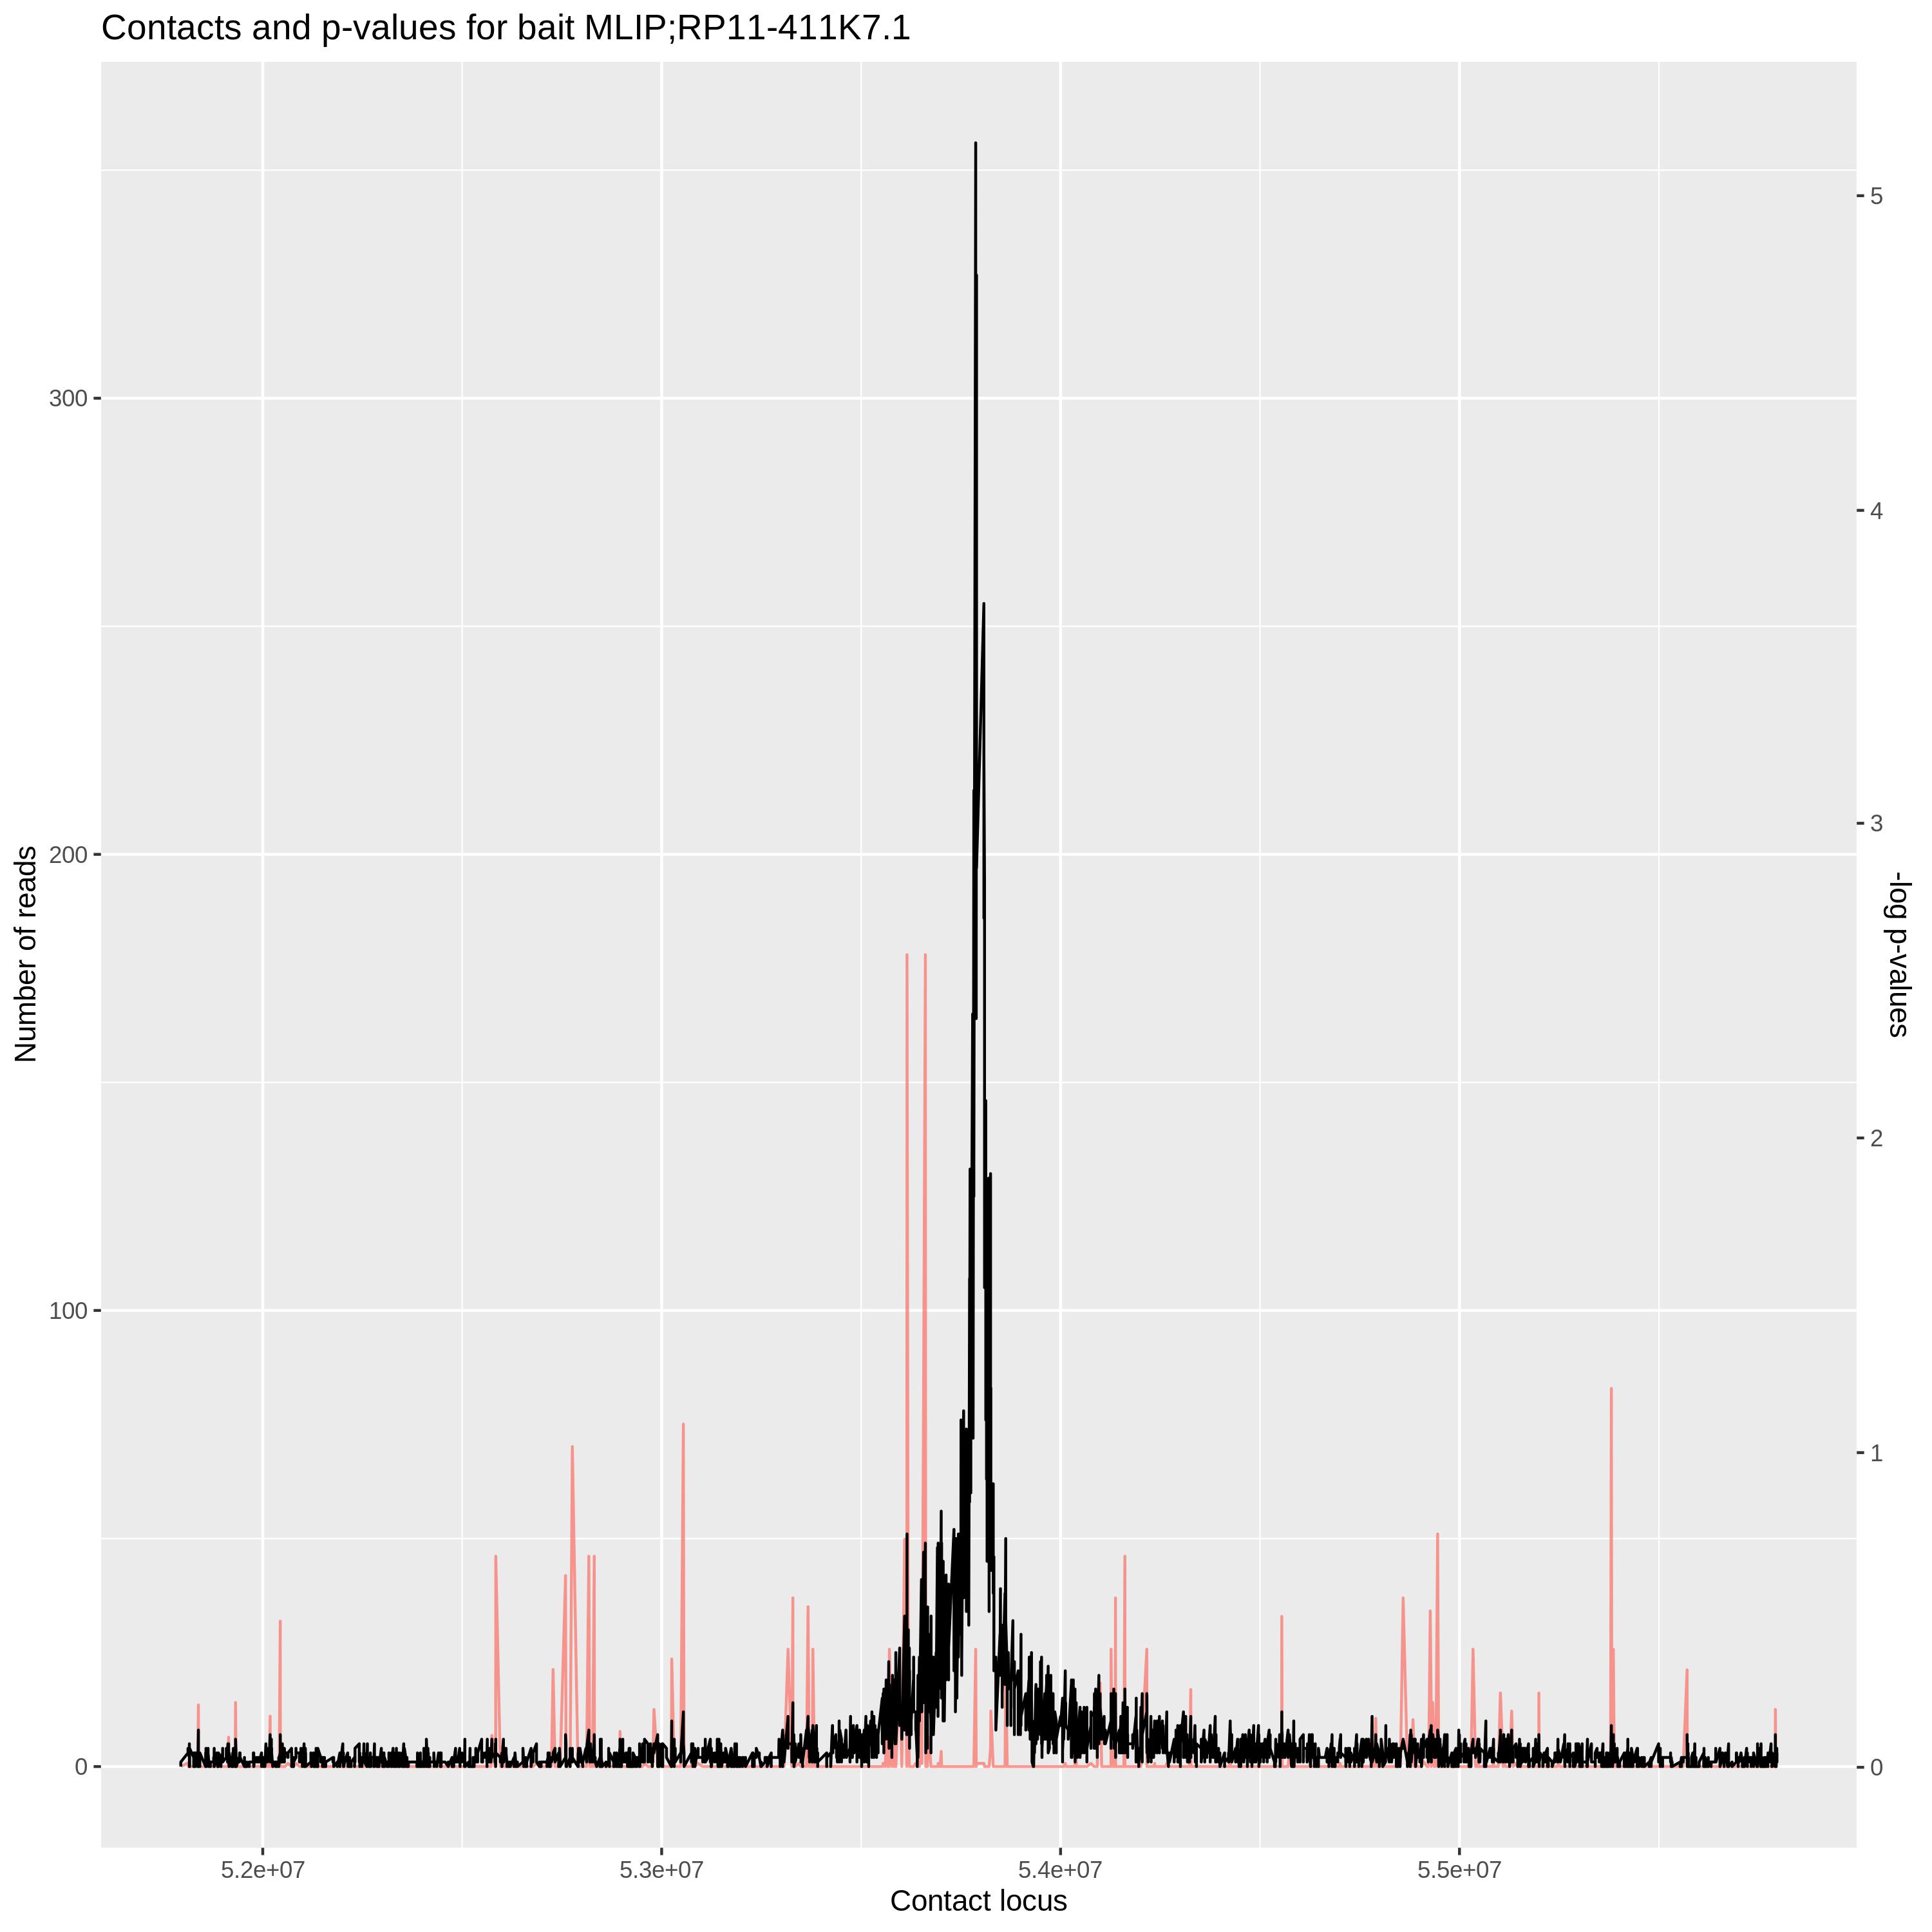 Contacts and p-values for bait MLIP;RP11-411K7.1
Number of reads
300
200
100
0
5
4
3
2
1
0
-log p-values
5.2e+07
5.3e+07
5.4e+07
5.5e+07
Contact locus